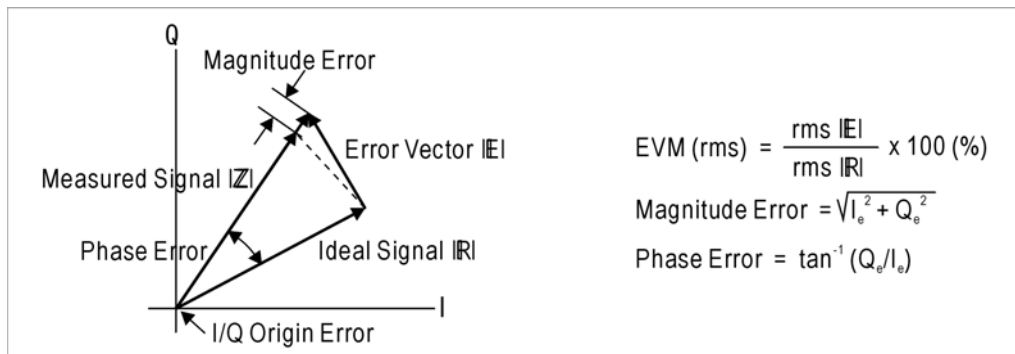 Q
Magnitude Error
Error Vector |E|
Measured Signal |Z|
Phase Error
Ideal Signal |R|
I
I/Q Origin Error
EVM (rms) = rms |E| / rms |R| x 100 (%)
Magnitude Error = √Iₑ² + Qₑ²
Phase Error = tan⁻¹ (Qₑ/Iₑ)